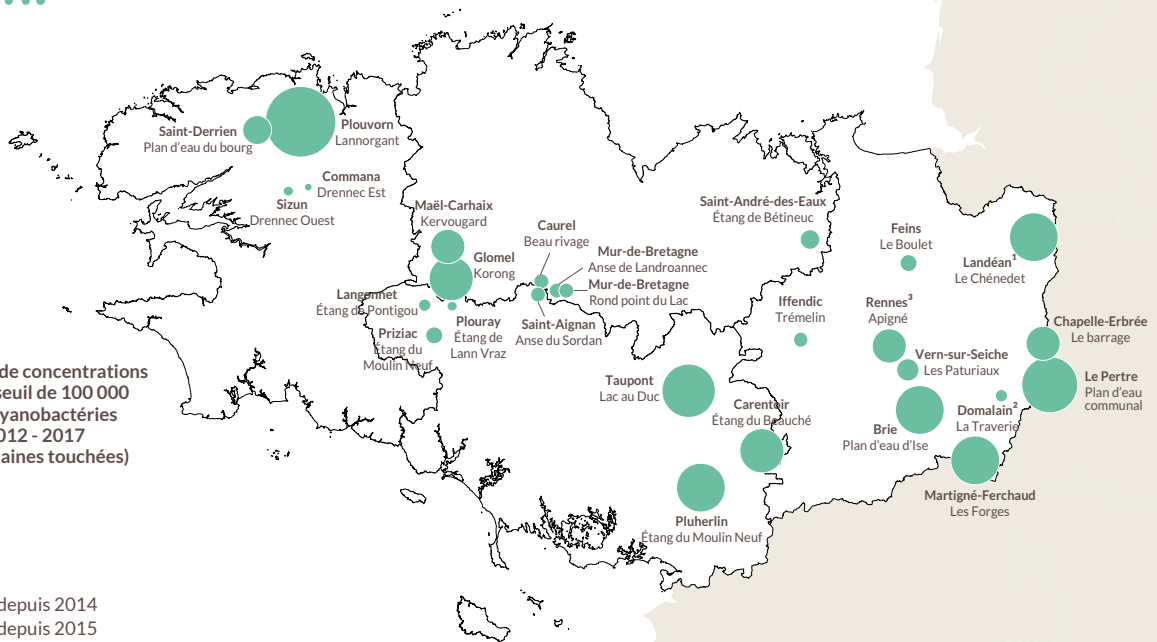 Saint-Derrien
Plan d'eau du bourg
Plouvorn
Lannorgant
Commana
Drennec Est
Sizun
Drennec Ouest
Maël-Carhaix
Kervougard
Glomel
Korong
Caurel
Beau rivage
Mur-de-Bretagne
Anse de Landroannec
Mur-de-Bretagne
Rond point du Lac
Saint-Aignan
Anse du Sordan
Langonnet
Étang de Pontigou
Plouray
Étang de
Lann Vraz
Priziac
Étang du
Moulin Neuf
Saint-André-des-Eaux
Étang de Bétineuc
Feins
Le Boulet
Landéan¹
Le Chénedet
Iffendic
Trémelin
Rennes³
Apigné
Vern-sur-Seiche
Les Paturiaux
Chapelle-Erbrée
Le barrage
Le Pertre
Plan d'eau
communal
Domalain²
La Traverie
Brie
Plan d'eau d'Ise
Martigné-Ferchaud
Les Forges
Taupont
Lac au Duc
Carentoir
Étang du Beauché
Pluherlin
Étang du Moulin Neuf
de concentrations
seuil de 100 000
yanobactéries
012 - 2017
aines touchées)
depuis 2014
depuis 2015